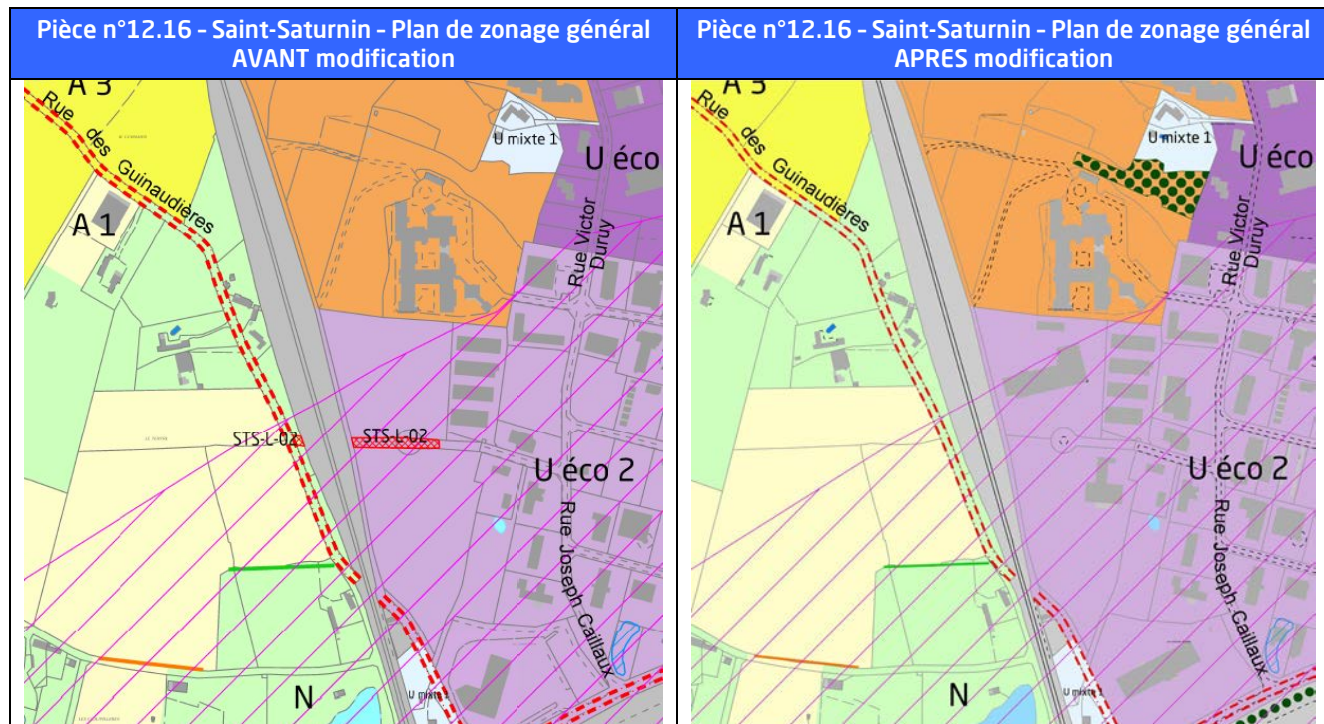 Pièce n°12.16 - Saint-Saturnin - Plan de zonage général
AVANT modification
Pièce n°12.16 - Saint-Saturnin - Plan de zonage général
APRES modification
A 3
Rue des Guinaudières
A 1
U mixte 1
U éco
Rue Victor
Duruy
STS-L-02
STS-L-02
U éco 2
Rue Joseph Caillaux
N
U mixte 1
A 3
Rue des Guinaudières
A 1
U mixte 1
U éco
Rue Victor
Duruy
U éco 2
Rue Joseph Caillaux
N
U mixte 1